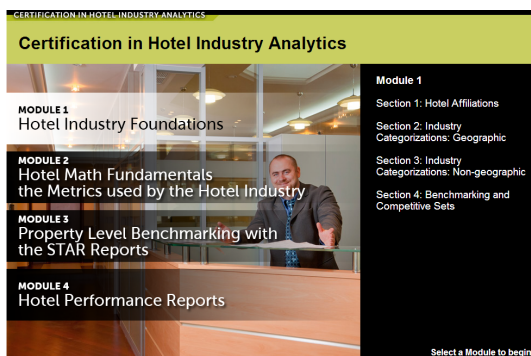 CERTIFICATION IN HOTEL INDUSTRY ANALYTICS
Certification in Hotel Industry Analytics
MODULE 1
Hotel Industry Foundations
MODULE 2
Hotel Math Fundamentals
the Metrics used by the Hotel Industry
MODULE 3
Property Level Benchmarking with
the STAR Reports
MODULE 4
Hotel Performance Reports
Module 1
Section 1: Hotel Affiliations
Section 2: Industry
Categorizations: Geographic
Section 3: Industry
Categorizations: Non-geographic
Section 4: Benchmarking and
Competitive Sets
Select a Module to begin